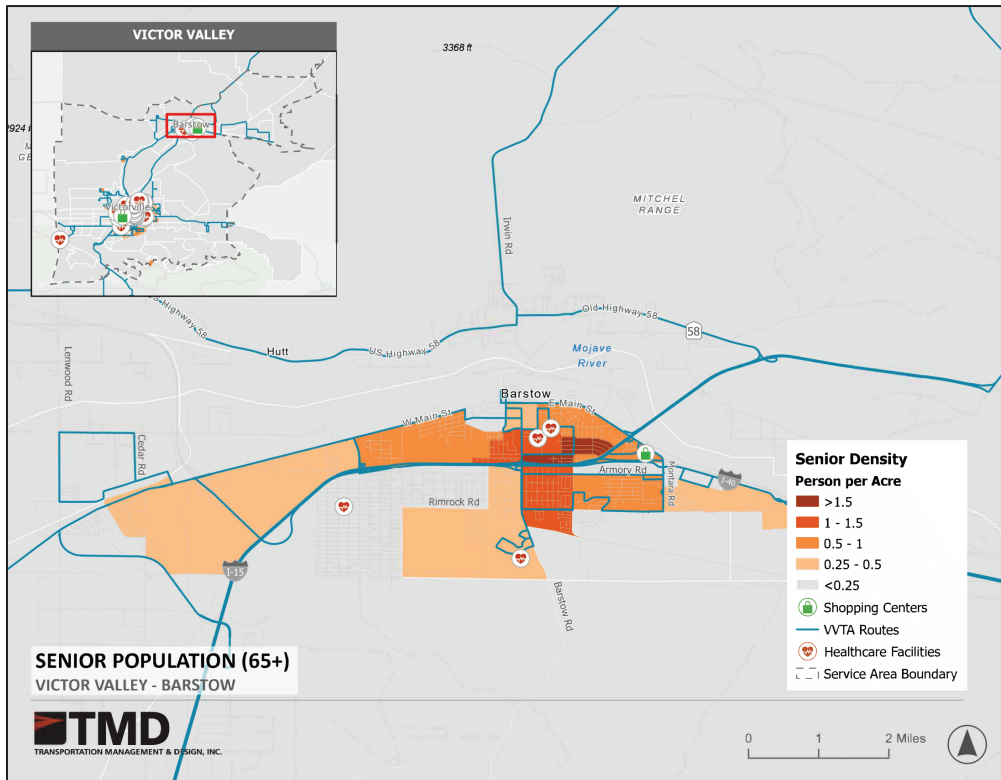 VICTOR VALLEY
Barstow
Victorville
3368 ft
MITCHEL
RANGE
Irwin Rd
Old Highway 58
58
US Highway 58
Hutt
Mojave
River
Lenwood Rd
Barstow
E Main St
W Main St
Cedar Rd
Armory Rd
Montara Rd
I-40
Rimrock Rd
I-15
Barstow Rd
Senior Density
Person per Acre
>1.5
1 - 1.5
0.5 - 1
0.25 - 0.5
<0.25
Shopping Centers
VVTA Routes
Healthcare Facilities
Service Area Boundary
SENIOR POPULATION (65+)
VICTOR VALLEY - BARSTOW
TMD
TRANSPORTATION MANAGEMENT & DESIGN, INC.
0 1 2 Miles